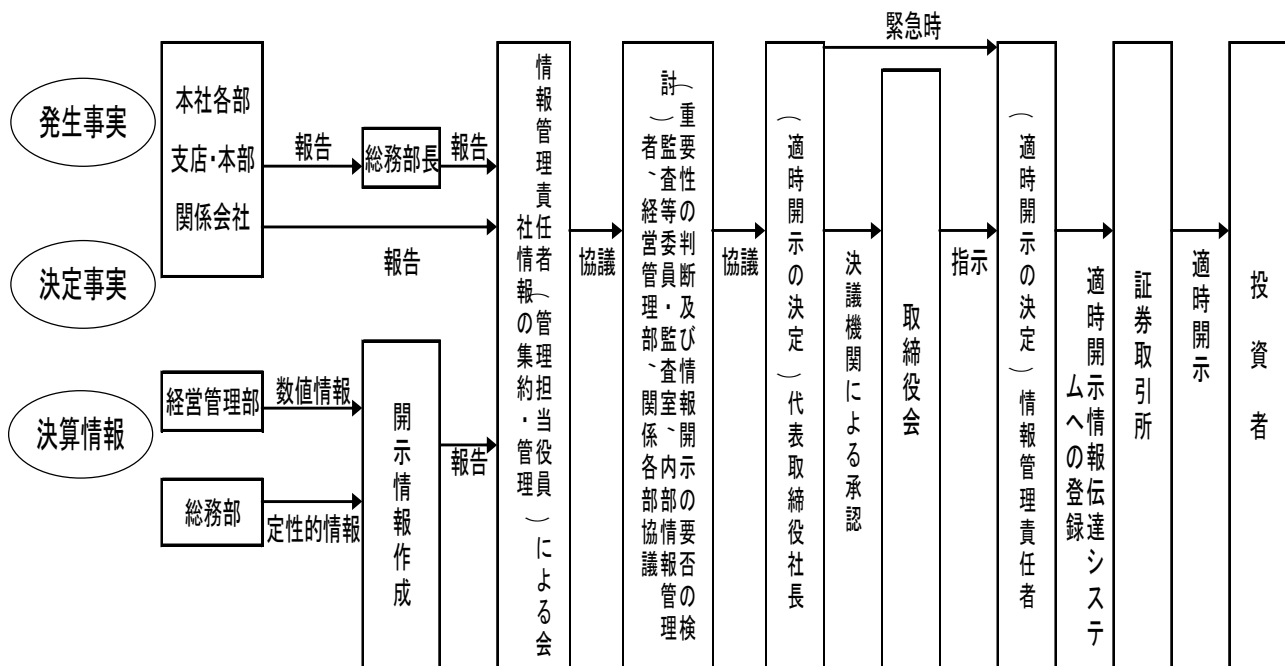 発生事実
決定事実
決算情報
本社各部
支店・本部
関係会社
報告
総務部長
報告
報告
経営管理部
数値情報
総務部
定性的情報
開示情報作成
報告
情報管理責任者（管理担当役員）による会
社情報の集約・管理
協議
（重要性の判断及び情報開示の要否の検
討）監査等委員・監査室、内部情報管理
者、経営管理部、関係各部協議
協議
（適時開示の決定）代表取締役社長
緊急時
決議機関による承認
取締役会
指示
（適時開示の決定）情報管理責任者
適時開示情報伝達システ
ムへの登録
証券取引所
適時開示
投資者